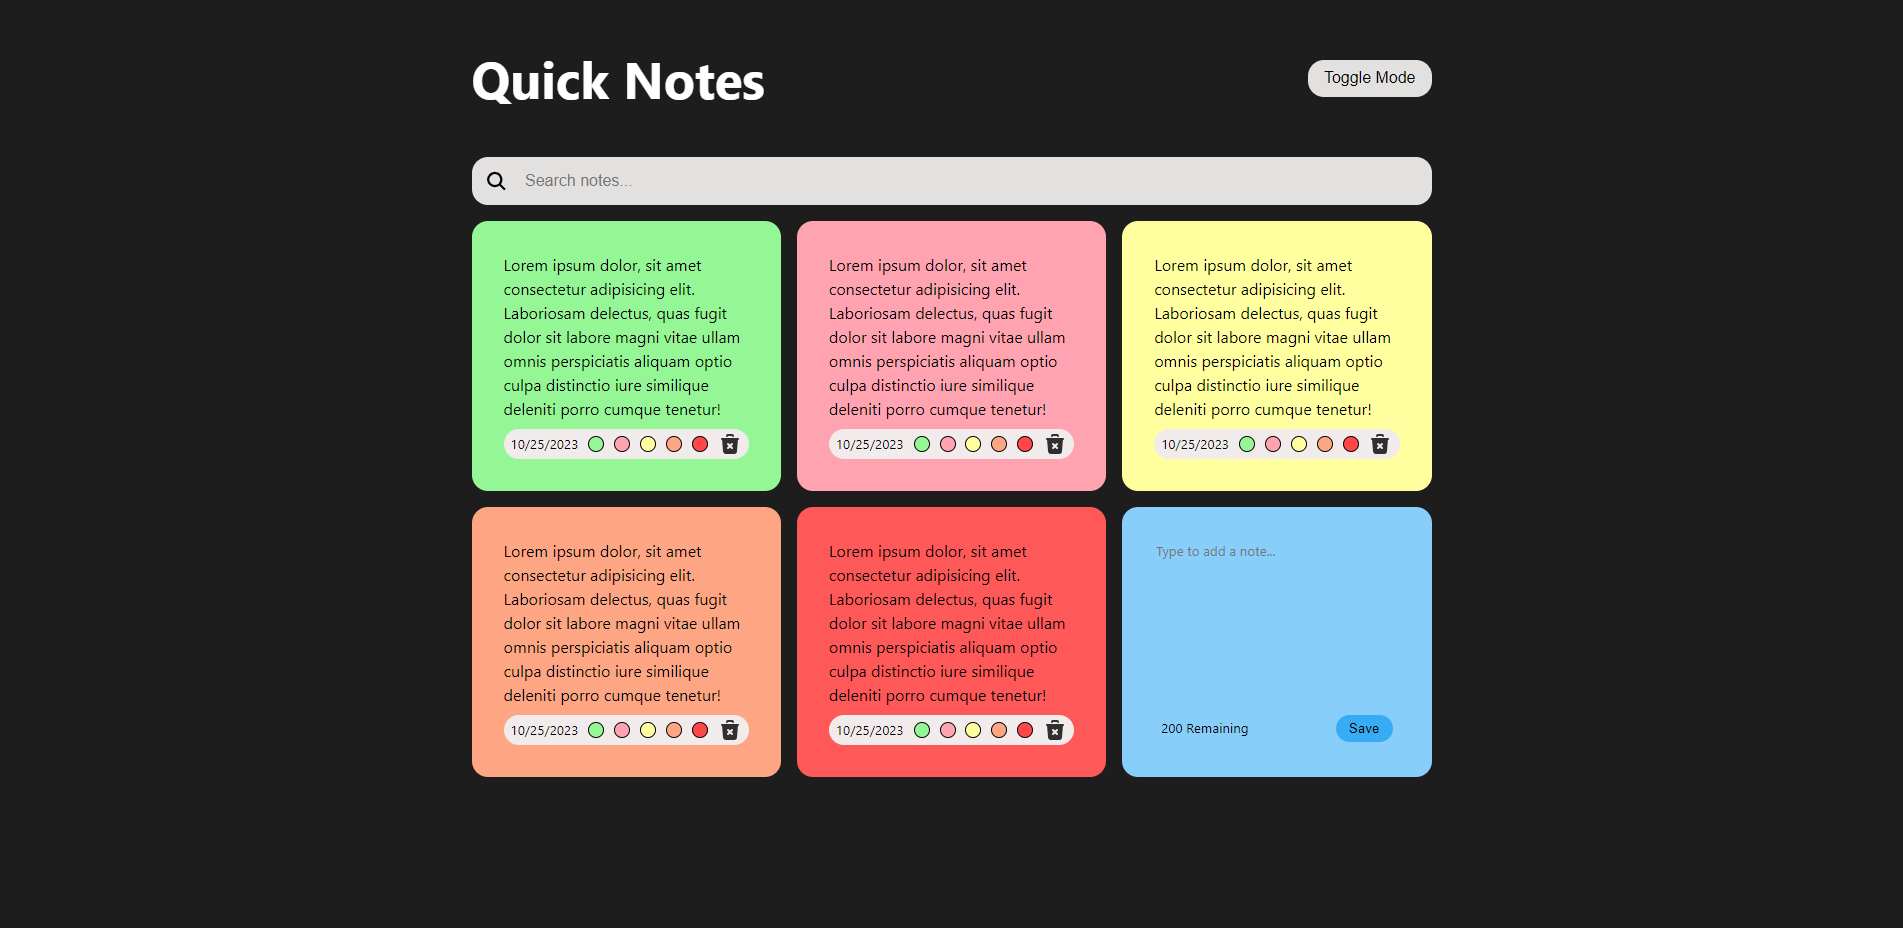 Quick Notes
Toggle Mode
Search notes...
Lorem ipsum dolor, sit amet
consectetur adipisicing elit.
Laboriosam delectus, quas fugit
dolor sit labore magni vitae ullam
omnis perspiciatis aliquam optio
culpa distinctio iure similique
deleniti porro cumque tenetur!
10/25/2023
Lorem ipsum dolor, sit amet
consectetur adipisicing elit.
Laboriosam delectus, quas fugit
dolor sit labore magni vitae ullam
omnis perspiciatis aliquam optio
culpa distinctio iure similique
deleniti porro cumque tenetur!
10/25/2023
Lorem ipsum dolor, sit amet
consectetur adipisicing elit.
Laboriosam delectus, quas fugit
dolor sit labore magni vitae ullam
omnis perspiciatis aliquam optio
culpa distinctio iure similique
deleniti porro cumque tenetur!
10/25/2023
Lorem ipsum dolor, sit amet
consectetur adipisicing elit.
Laboriosam delectus, quas fugit
dolor sit labore magni vitae ullam
omnis perspiciatis aliquam optio
culpa distinctio iure similique
deleniti porro cumque tenetur!
10/25/2023
Lorem ipsum dolor, sit amet
consectetur adipisicing elit.
Laboriosam delectus, quas fugit
dolor sit labore magni vitae ullam
omnis perspiciatis aliquam optio
culpa distinctio iure similique
deleniti porro cumque tenetur!
10/25/2023
Type to add a note...
200 Remaining
Save